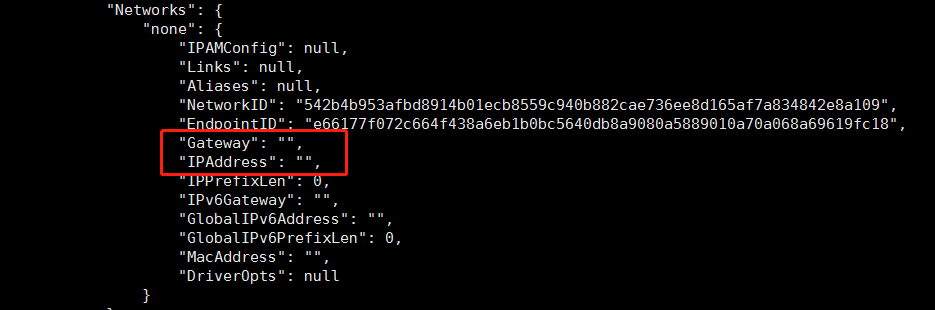 "Networks": {
"none": {
"IPAMConfig": null,
"Links": null,
"Aliases": null,
"NetworkID": "542b4b953afbd8914b01ecb8559c940b882cae736ee8d165af7a834842e8a109",
"EndpointID": "e66177f072c664f438a6eb1b0bc5640db8a9080a5889010a70a068a69619fc18",
"Gateway": "",
"IPAddress": "",
"IPPrefixLen": 0,
"IPv6Gateway": "",
"GlobalIPv6Address": "",
"GlobalIPv6PrefixLen": 0,
"MacAddress": "",
"DriverOpts": null
}
}